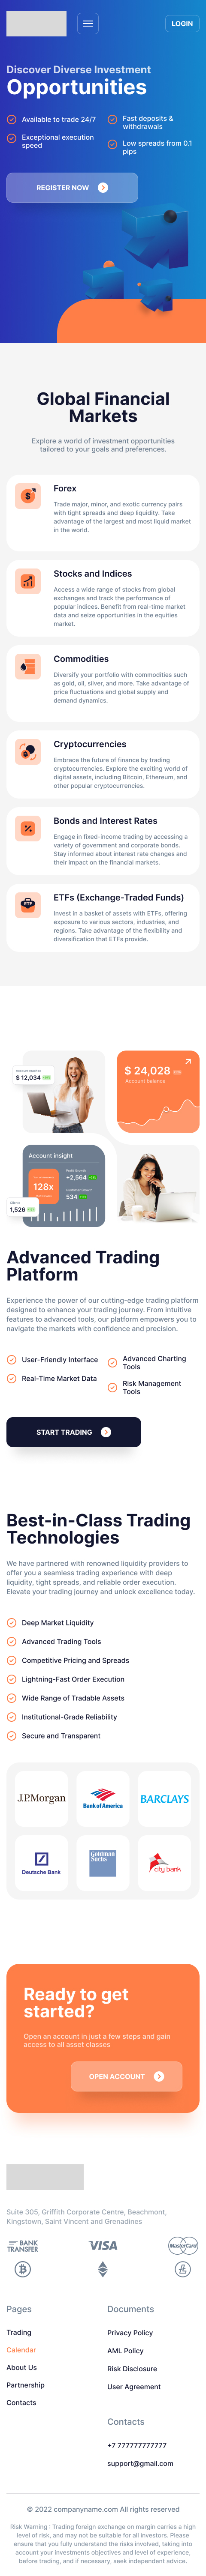 LOGIN
Discover Diverse Investment
Opportunities
Available to trade 24/7
Fast deposits &
withdrawals
Exceptional execution
speed
Low spreads from 0.1
pips
REGISTER NOW
Global Financial
Markets
Explore a world of investment opportunities
tailored to your goals and preferences.
Forex
Trade major, minor, and exotic currency pairs
with tight spreads and deep liquidity. Take
advantage of the largest and most liquid market
in the world.
Stocks and Indices
Access a wide range of stocks from global
exchanges and track the performance of
popular indices. Benefit from real-time market
data and seize opportunities in the equities
market.
Commodities
Diversify your portfolio with commodities such
as gold, oil, silver, and more. Take advantage of
price fluctuations and global supply and
demand dynamics.
Cryptocurrencies
Embrace the future of finance by trading
cryptocurrencies. Explore the exciting world of
digital assets, including Bitcoin, Ethereum, and
other popular cryptocurrencies.
Bonds and Interest Rates
Engage in fixed-income trading by accessing a
variety of government and corporate bonds.
Stay informed about interest rate changes and
their impact on the financial markets.
ETFs (Exchange-Traded Funds)
Invest in a basket of assets with ETFs, offering
exposure to various sectors, industries, and
regions. Take advantage of the flexibility and
diversification that ETFs provide.
$ 12,034
$ 24,028
Account balance
Account insight
128x
+2,564
$34
1,526
Advanced Trading
Platform
Experience the power of our cutting-edge trading platform
designed to enhance your trading journey. From intuitive
features to advanced tools, our platform empowers you to
navigate the markets with confidence and precision.
User-Friendly Interface
Advanced Charting
Tools
Real-Time Market Data
Risk Management
Tools
START TRADING
Best-in-Class Trading
Technologies
We have partnered with renowned liquidity providers to
offer you a seamless trading experience with deep
liquidity, tight spreads, and reliable order execution.
Elevate your trading journey and unlock excellence today.
Deep Market Liquidity
Advanced Trading Tools
Competitive Pricing and Spreads
Lightning-Fast Order Execution
Wide Range of Tradable Assets
Institutional-Grade Reliability
Secure and Transparent
J.P.Morgan
Bank of America
BARCLAYS
Deutsche Bank
Goldman
Sachs
city bank
Ready to get
started?
Open an account in just a few steps and gain
access to all asset classes
OPEN ACCOUNT
Suite 305, Griffith Corporate Centre, Beachmont,
Kingstown, Saint Vincent and Grenadines
BANK
TRANSFER
VISA
MasterCard
Pages
Trading
Calendar
About Us
Partnership
Contacts
Documents
Privacy Policy
AML Policy
Risk Disclosure
User Agreement
Contacts
+7 777777777777
support@gmail.com
© 2022 companyname.com All rights reserved
Risk Warning : Trading foreign exchange on margin carries a high
level of risk, and may not be suitable for all investors. Please
ensure that you fully understand the risks involved, taking into
account your investments objectives and level of experience,
before trading, and if necessary, seek independent advice.